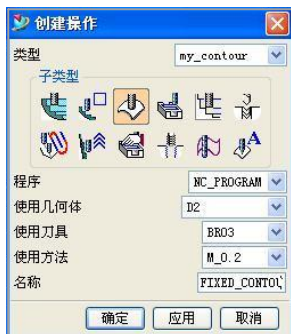 创建操作
类型 my_contour
子类型
程序 NC_PROGRAM
使用几何体 D2
使用刀具 BRO3
使用方法 M_0.2
名称 FIXED_CONTOU
确定 应用 取消